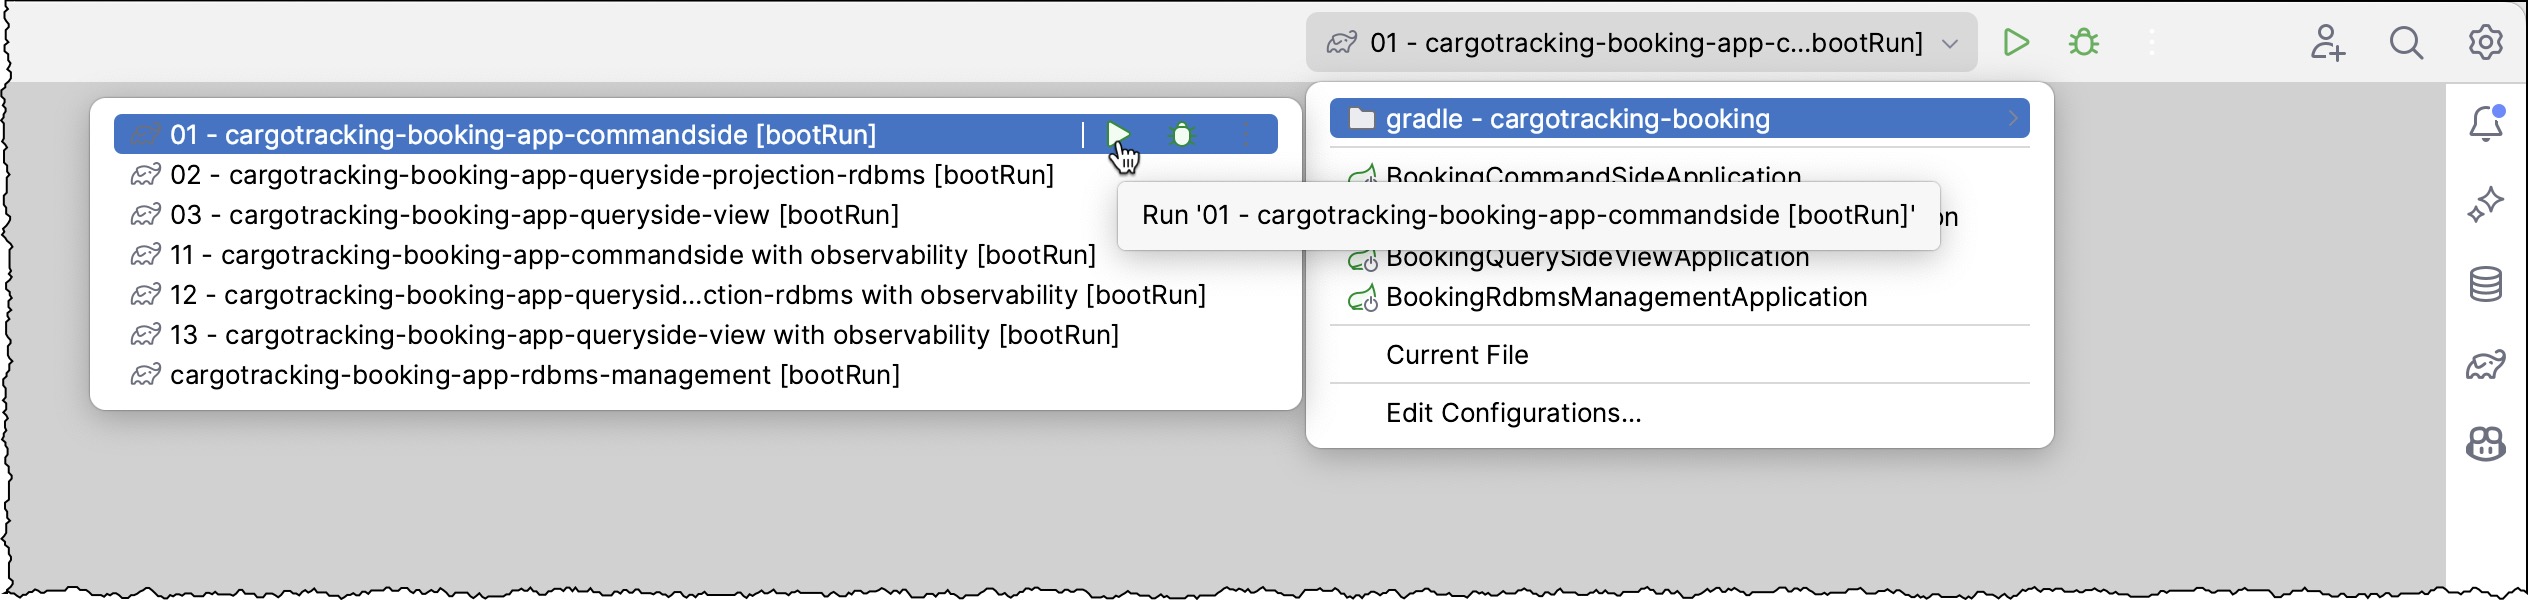 01 - cargotracking-booking-app-c...bootRun]
01 - cargotracking-booking-app-commandside [bootRun]
02 - cargotracking-booking-app-queryside-projection-rdbms [bootRun]
03 - cargotracking-booking-app-queryside-view [bootRun]
11 - cargotracking-booking-app-commandside with observability [bootRun]
12 - cargotracking-booking-app-querysid...ction-rdbms with observability [bootRun]
13 - cargotracking-booking-app-queryside-view with observability [bootRun]
cargotracking-booking-app-rdbms-management [bootRun]
gradle - cargotracking-booking
BookingCommandSideApplication
Run '01 - cargotracking-booking-app-commandside [bootRun]'
BookingQuerySideViewApplication
BookingRdbmsManagementApplication
Current File
Edit Configurations...